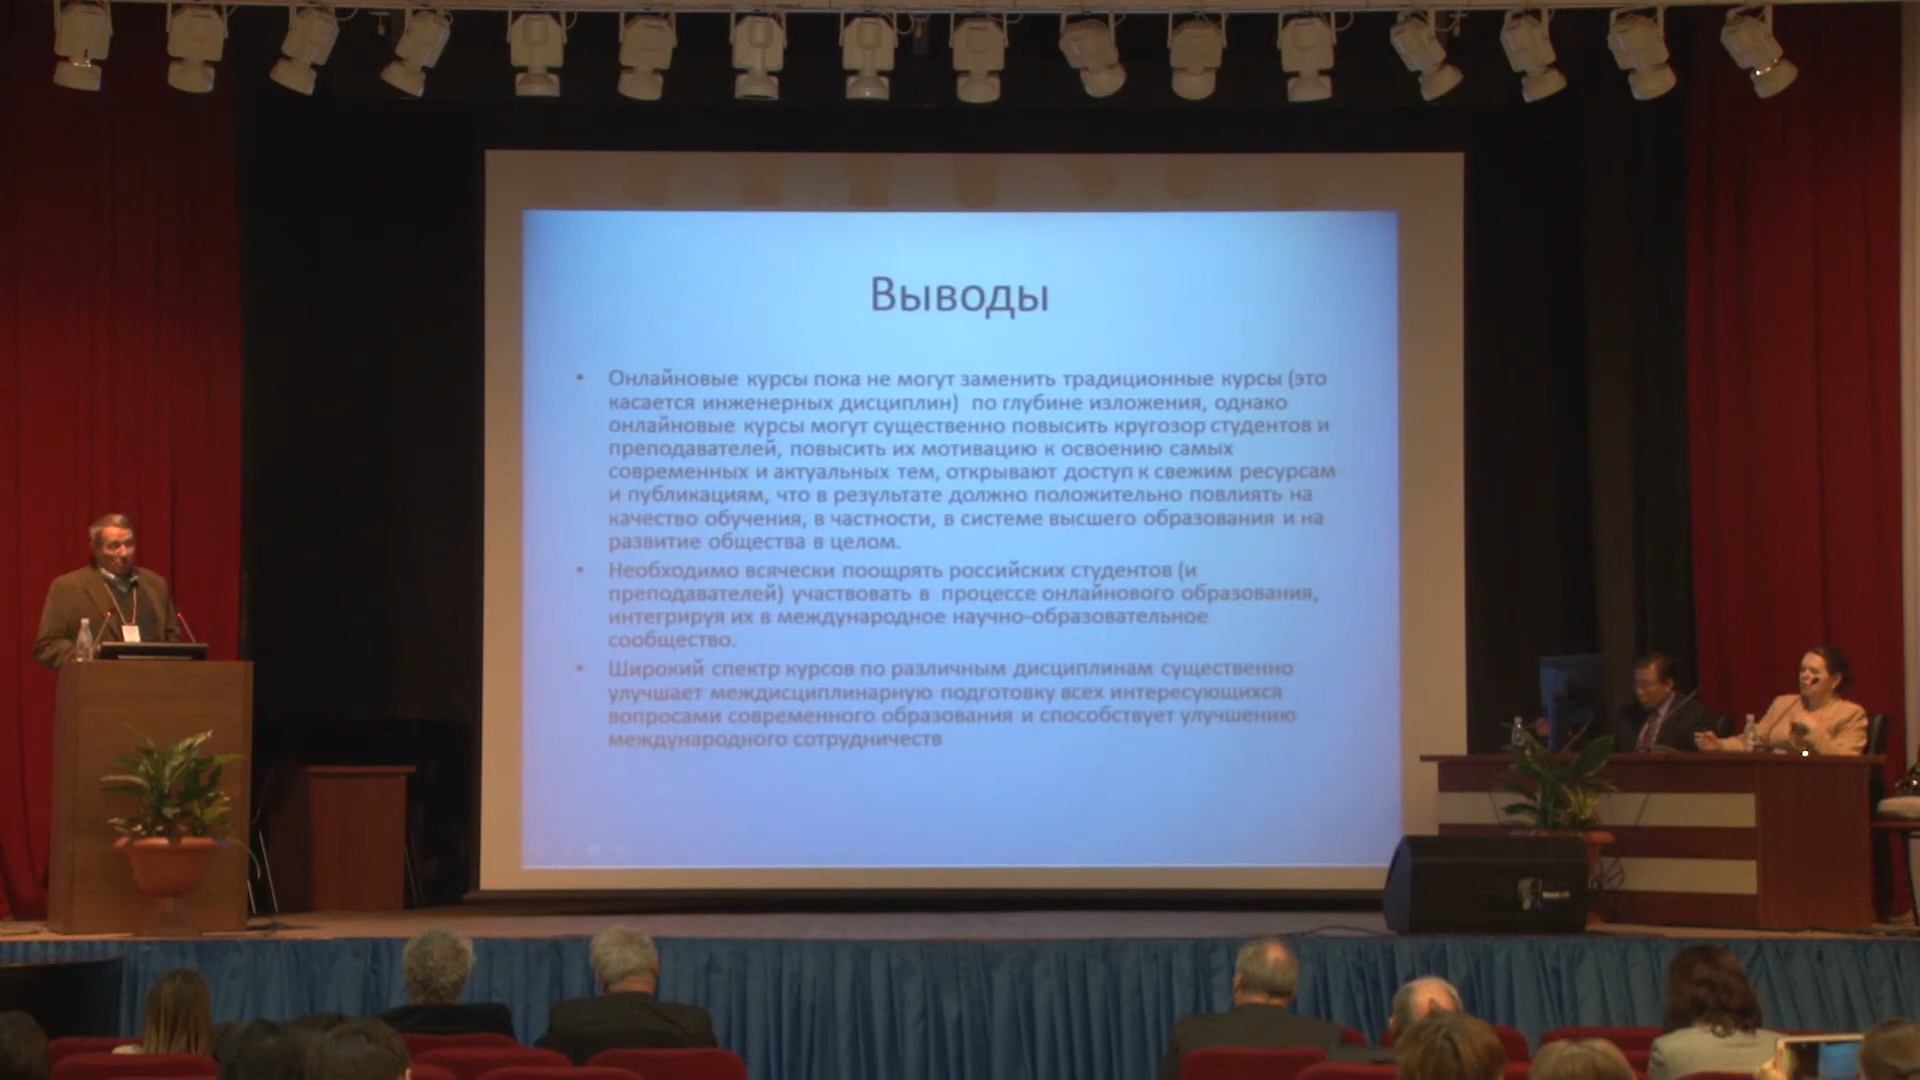 Выводы
• Онлайновые курсы пока не могут заменить традиционные курсы (это
касается инженерных дисциплин) по глубине изложения, однако
онлайновые курсы могут существенно повысить кругозор студентов и
преподавателей, повысить их мотивацию к освоению самых
современных и актуальных тем, открывают доступ к свежим ресурсам
и публикациям, что в результате должно положительно повлиять на
качество обучения, в частности, в системе высшего образования и на
развитие общества в целом.
• Необходимо всячески поощрять российских студентов (и
преподавателей) участвовать в процессе онлайнового образования,
интегрируя их в международное научно-образовательное
сообщество.
• Широкий спектр курсов по различным дисциплинам существенно
улучшает междисциплинарную подготовку всех интересующихся
вопросами современного образования и способствует улучшению
международного сотрудничеств